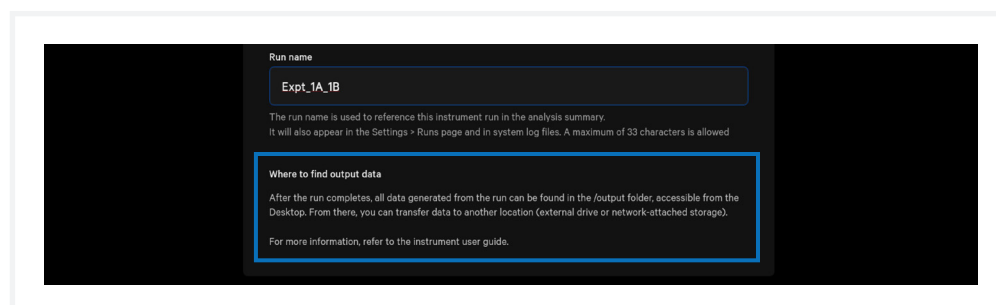 Run name
Expt_1A_1B
The run name is used to reference this instrument run in the analysis summary.
It will also appear in the Settings > Runs page and in system log files. A maximum of 33 characters is allowed
Where to find output data
After the run completes, all data generated from the run can be found in the /output folder, accessible from the
Desktop. From there, you can transfer data to another location (external drive or network-attached storage).
For more information, refer to the instrument user guide.